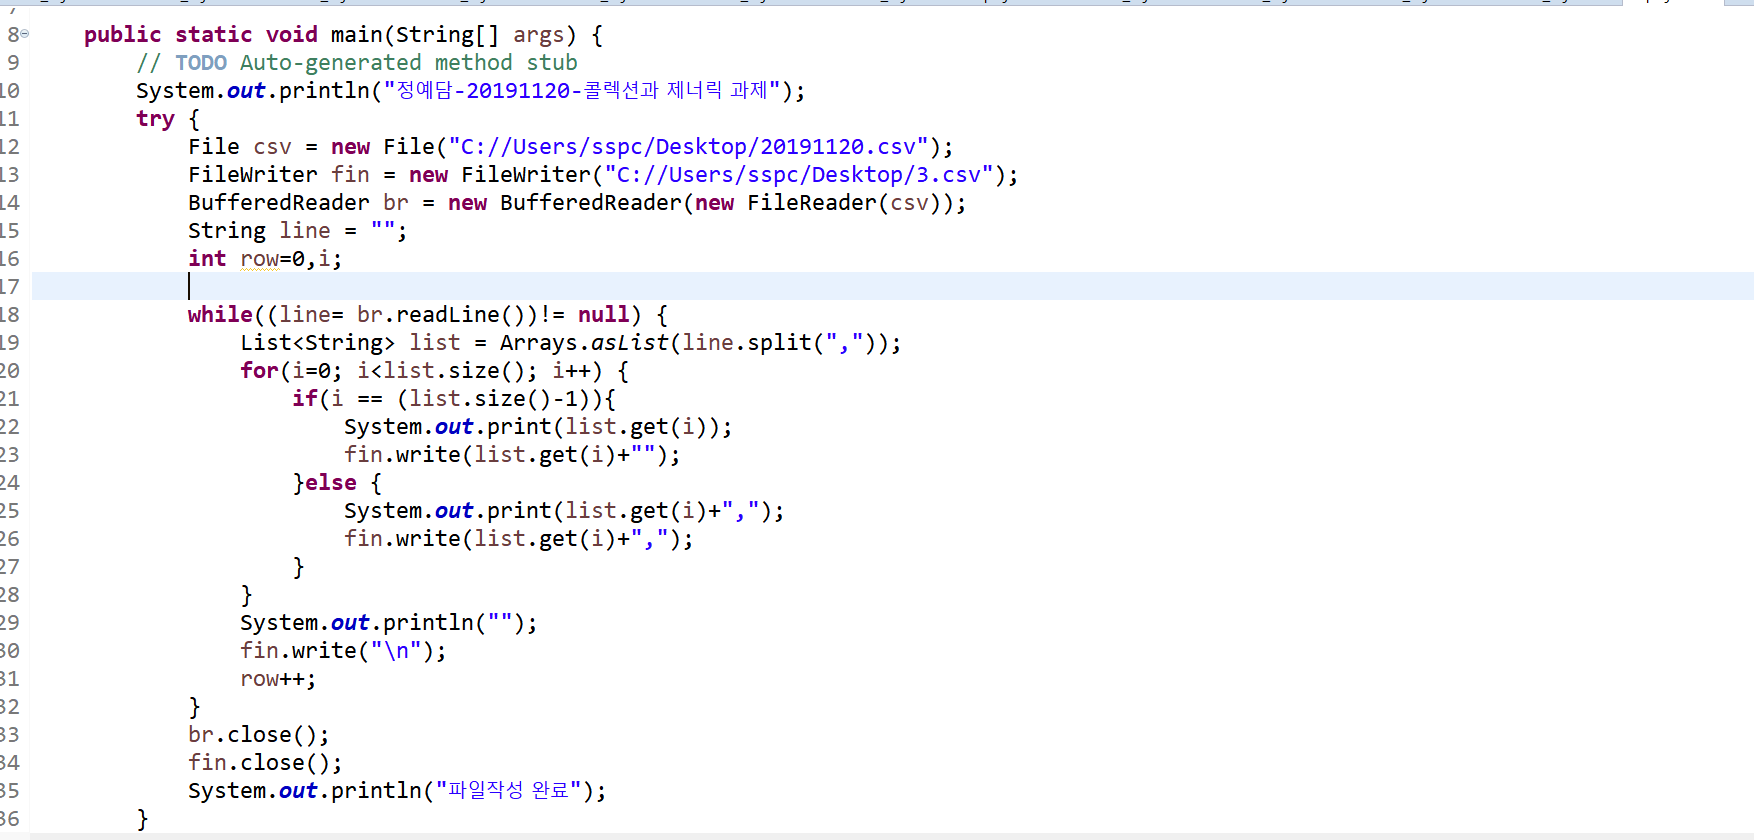 8 public static void main(String[] args) {
9 // TODO Auto-generated method stub
10 System.out.println("정예담-20191120-콜렉션과 제너릭 과제");
11 try {
12 File csv = new File("C://Users/sspc/Desktop/20191120.csv");
13 FileWriter fin = new FileWriter("C://Users/sspc/Desktop/3.csv");
14 BufferedReader br = new BufferedReader(new FileReader(csv));
15 String line = "";
16 int row=0,i;
17
18 while((line= br.readLine())!= null) {
19 List<String> list = Arrays.asList(line.split(","));
20 for(i=0; i<list.size(); i++) {
21 if(i == (list.size()-1)){
22 System.out.print(list.get(i));
23 fin.write(list.get(i)+"");
24 }else {
25 System.out.print(list.get(i)+",");
26 fin.write(list.get(i)+",");
27 }
28 }
29 System.out.println("");
30 fin.write("\n");
31 row++;
32 }
33 br.close();
34 fin.close();
35 System.out.println("파일작성 완료");
36 }